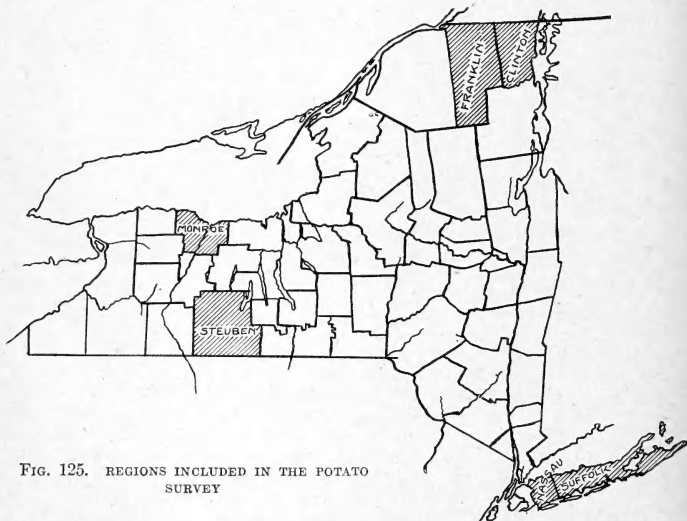 FRANKLIN
CLINTON
MONROE
STEUBEN
NASSAU
SUFFOLK
FIG. 125. REGIONS INCLUDED IN THE POTATO
SURVEY